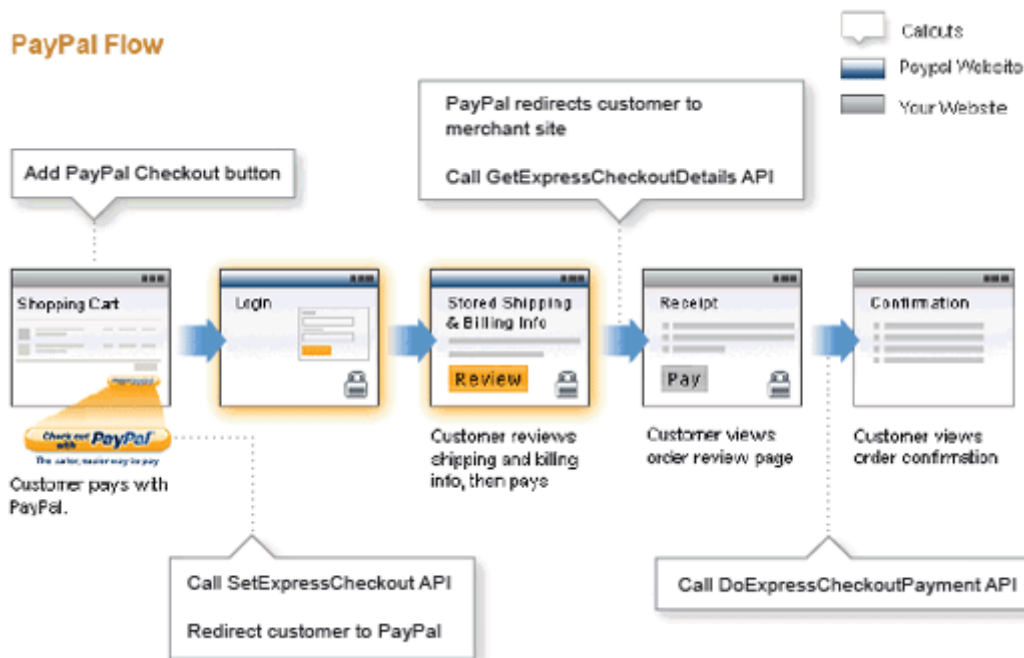 PayPal Flow
Calouts
Paypal Website
Your Website
PayPal redirects customer to
merchant site
Call GetExpressCheckoutDetails API
Add PayPal Checkout button
Shopping Cart
Login
Stored Shipping
& Billing Info
Review
Receipt
Pay
Confirmation
Check out
with PayPal
The safer, easier way to pay
Customer pays with
PayPal.
Customer reviews
shipping and billing
info, then pays
Customer views
order review page
Customer views
order confirmation
Call SetExpressCheckout API
Redirect customer to PayPal
Call DoExpressCheckoutPayment API